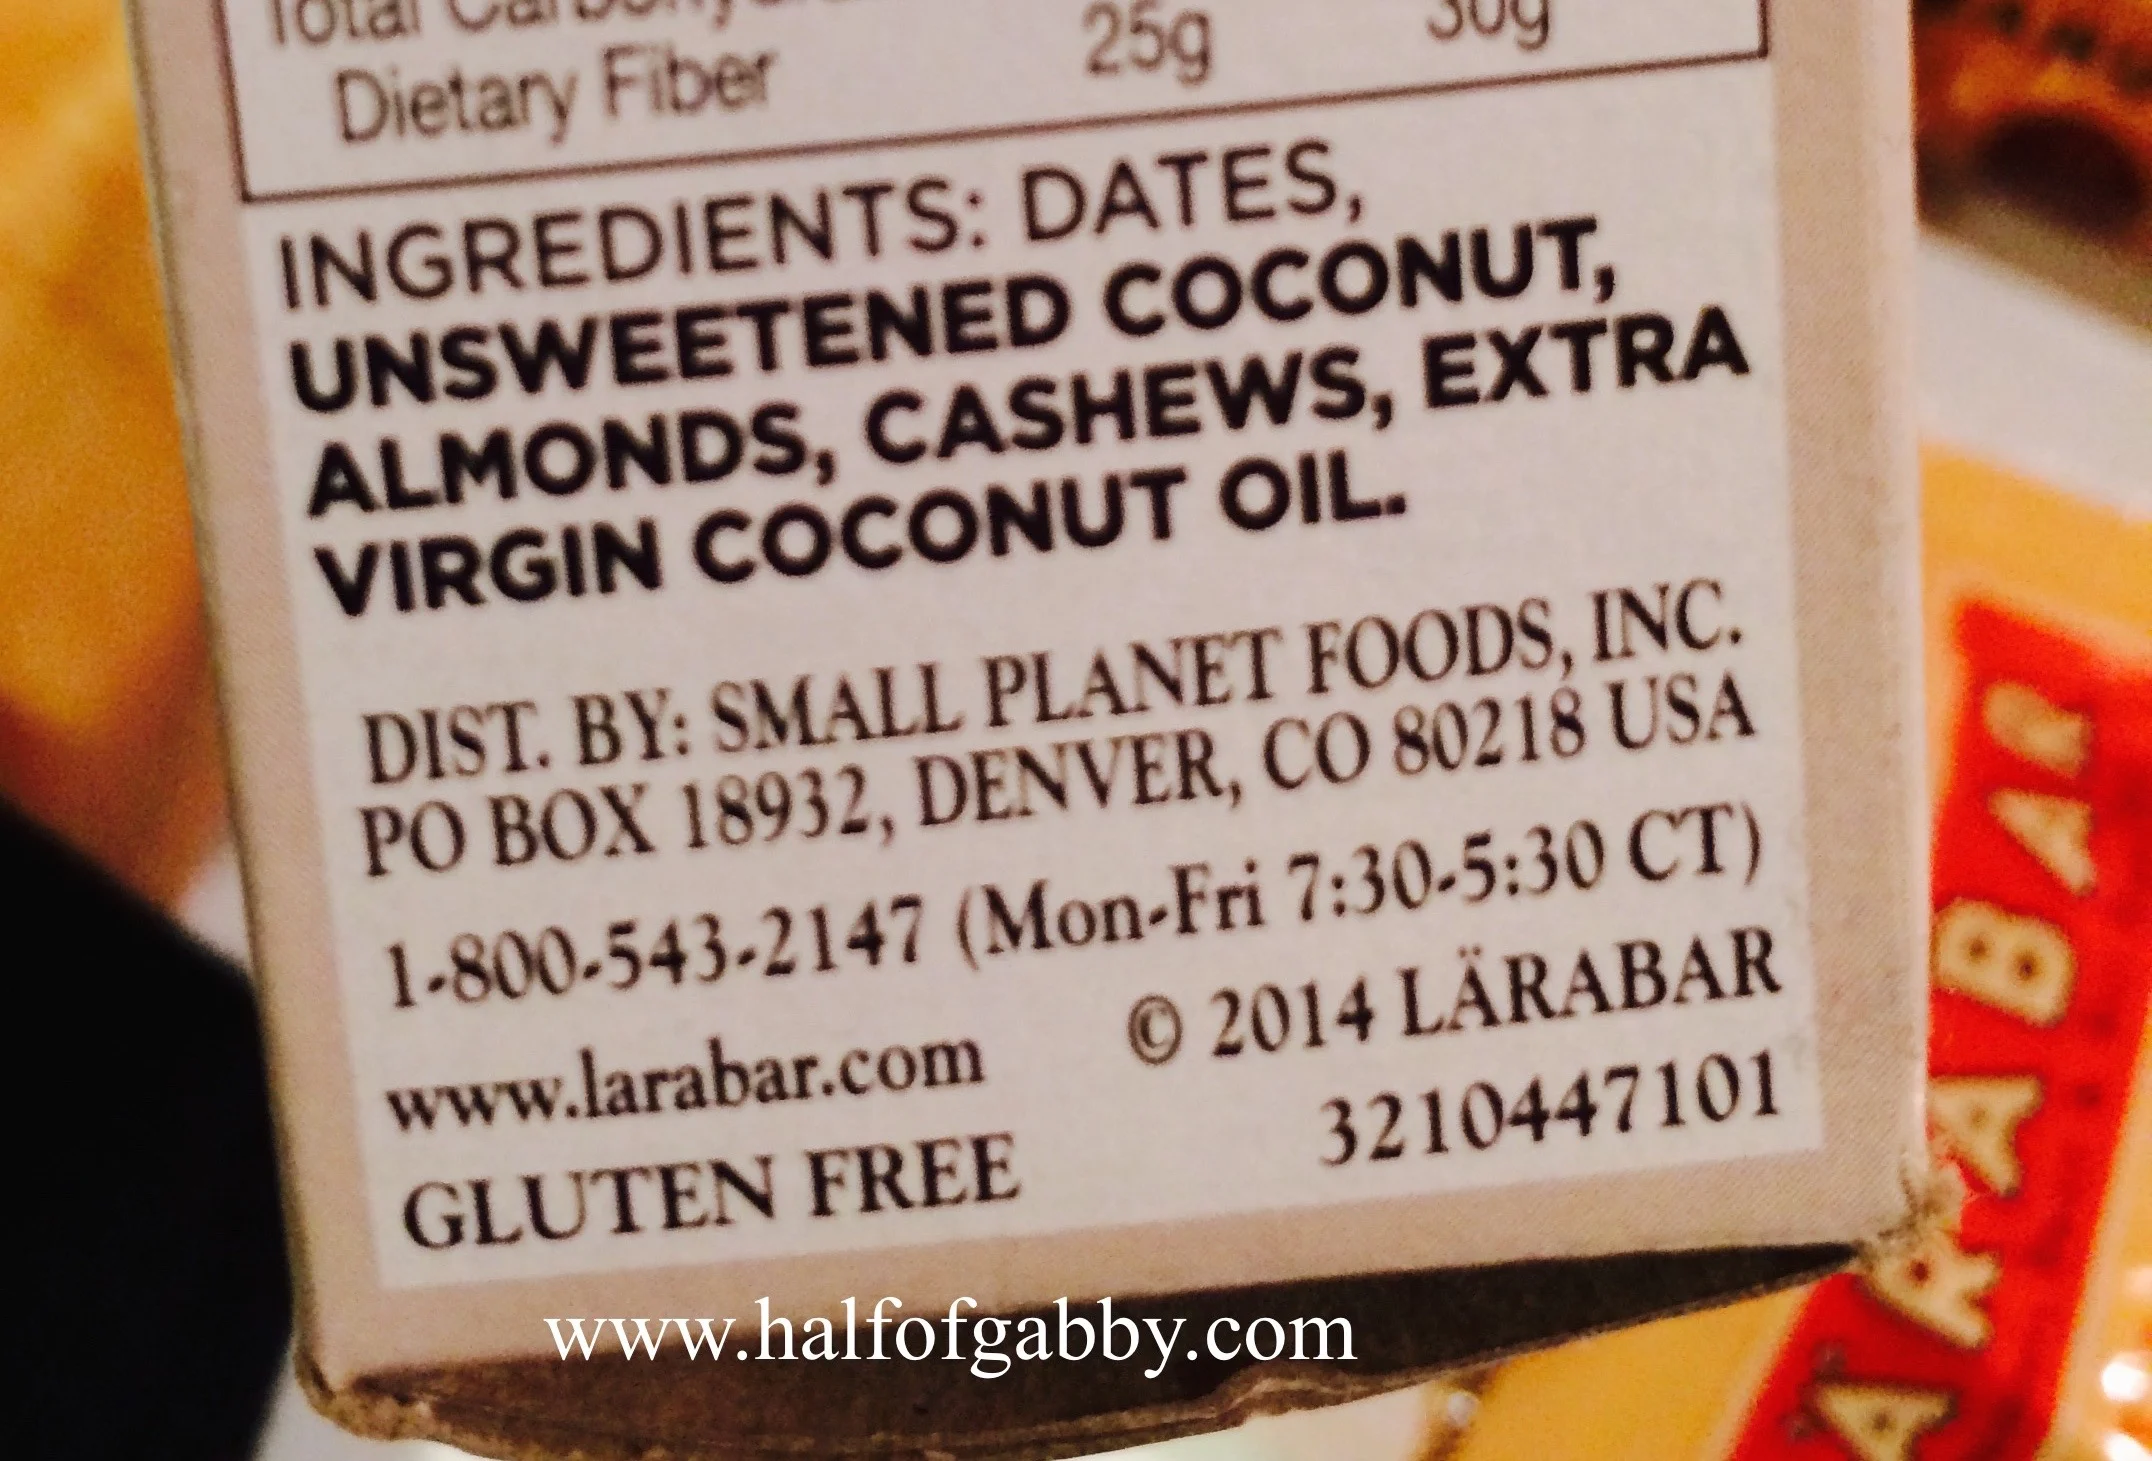 Total
Dietary Fiber 25g 30g
INGREDIENTS: DATES,
UNSWEETENED COCONUT,
ALMONDS, CASHEWS, EXTRA
VIRGIN COCONUT OIL.
DIST. BY: SMALL PLANET FOODS, INC.
PO BOX 18932, DENVER, CO 80218 USA
1-800-543-2147 (Mon-Fri 7:30-5:30 CT)
www.larabar.com © 2014 LÄRABAR
GLUTEN FREE 3210447101
www.halfofgabby.com
LÄRABAR